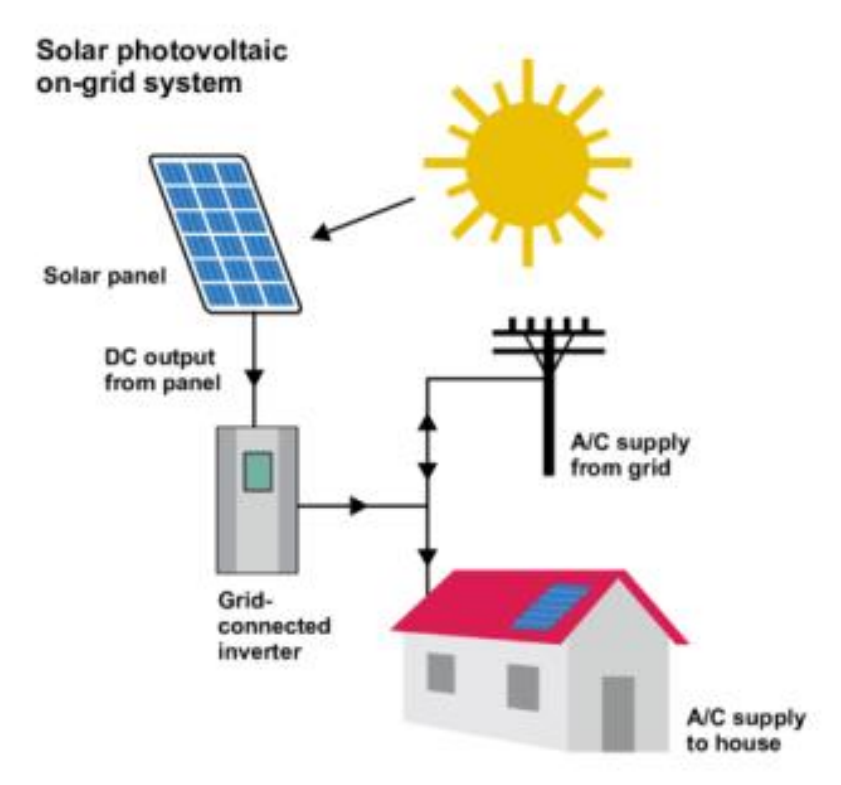 Solar photovoltaic
on-grid system
Solar panel
DC output
from panel
A/C supply
from grid
Grid-
connected
inverter
A/C supply
to house